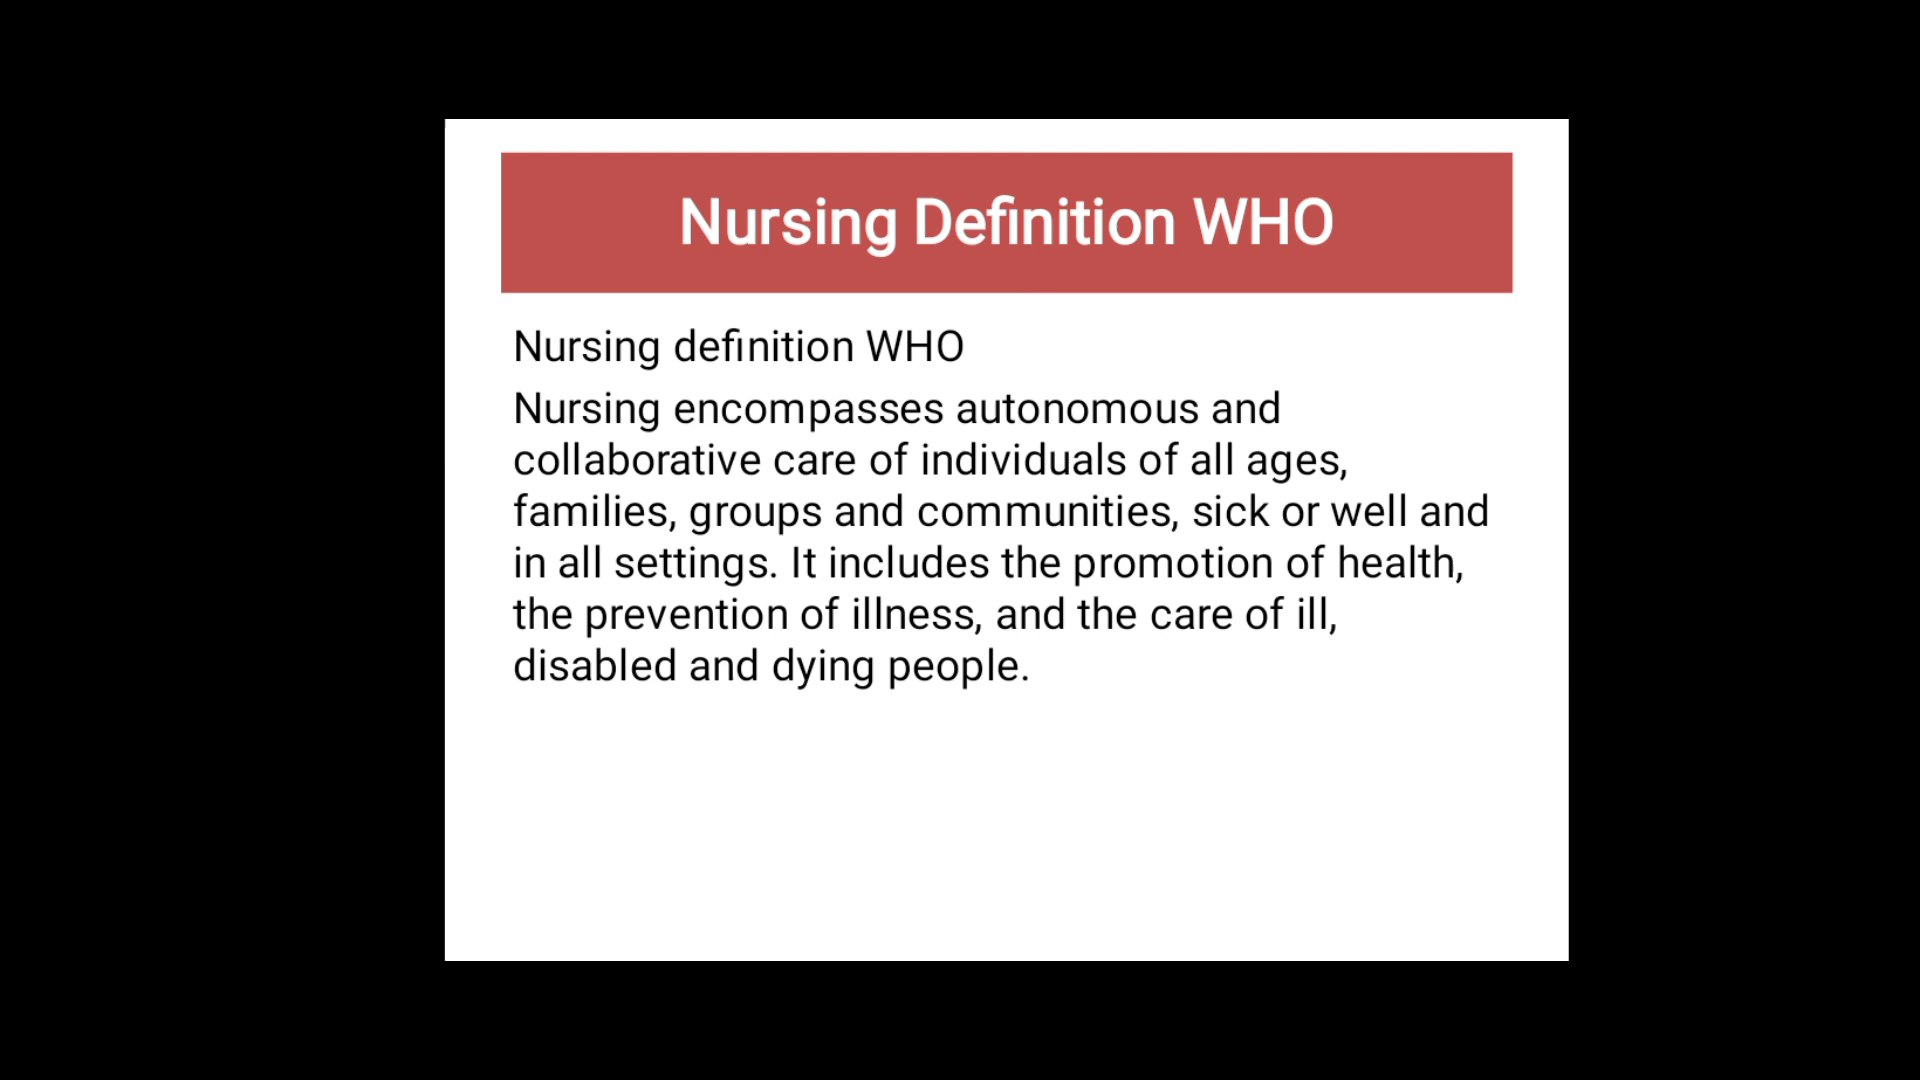 Nursing Definition WHO
Nursing definition WHO
Nursing encompasses autonomous and
collaborative care of individuals of all ages,
families, groups and communities, sick or well and
in all settings. It includes the promotion of health,
the prevention of illness, and the care of ill,
disabled and dying people.